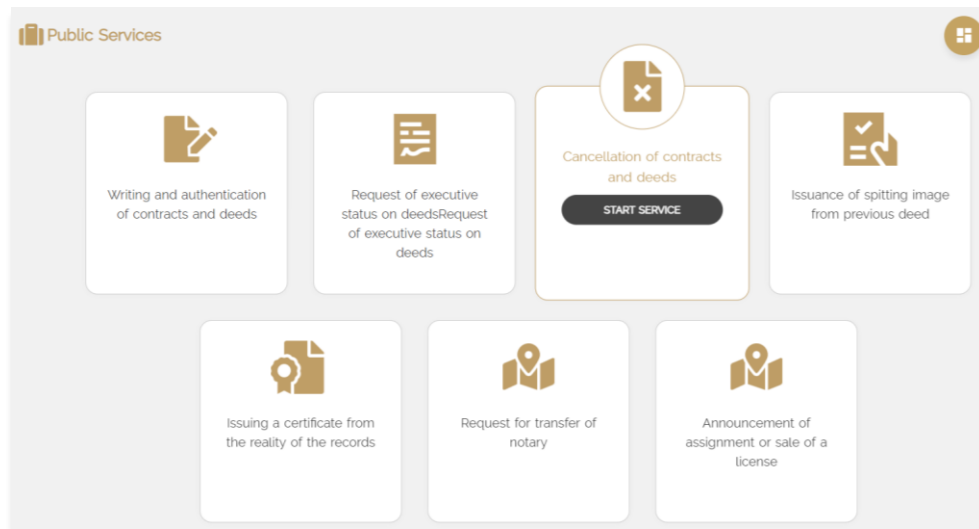 Public Services
Writing and authentication
of contracts and deeds
Request of executive
status on deedsRequest
of executive status on
deeds
Cancellation of contracts
and deeds
START SERVICE
Issuance of spitting image
from previous deed
Issuing a certificate from
the reality of the records
Request for transfer of
notary
Announcement of
assignment or sale of a
license